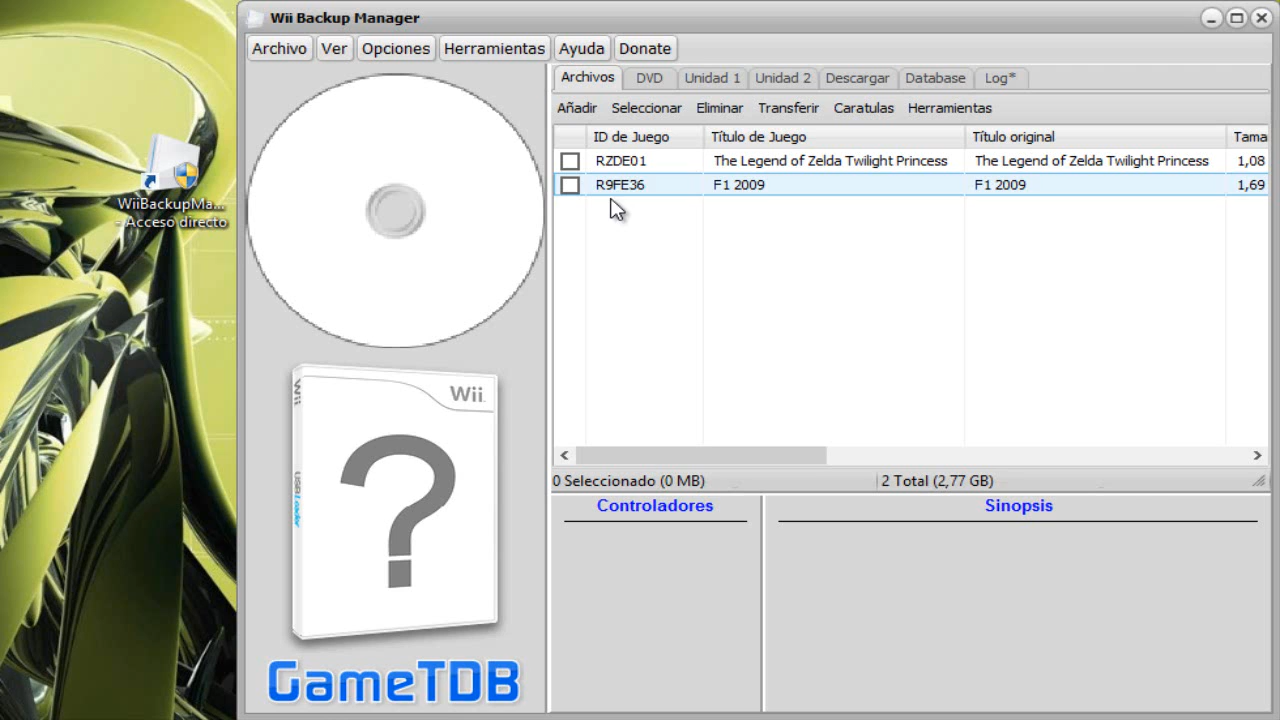 Wii Backup Manager
Archivo Ver Opciones Herramientas Ayuda Donate
Archivos DVD Unidad 1 Unidad 2 Descargar Database Log*
Añadir Seleccionar Eliminar Transferir Caratulas Herramientas
ID de Juego Título de Juego Título original Tama
RZDE01 The Legend of Zelda Twilight Princess The Legend of Zelda Twilight Princess 1,08
R9FE36 F1 2009 F1 2009 1,69
WiiBackupMa...
- Acceso directo
Wii
Wii.
USB Loader
0 Seleccionado (0 MB) 2 Total (2,77 GB)
Controladores Sinopsis
GameTDB